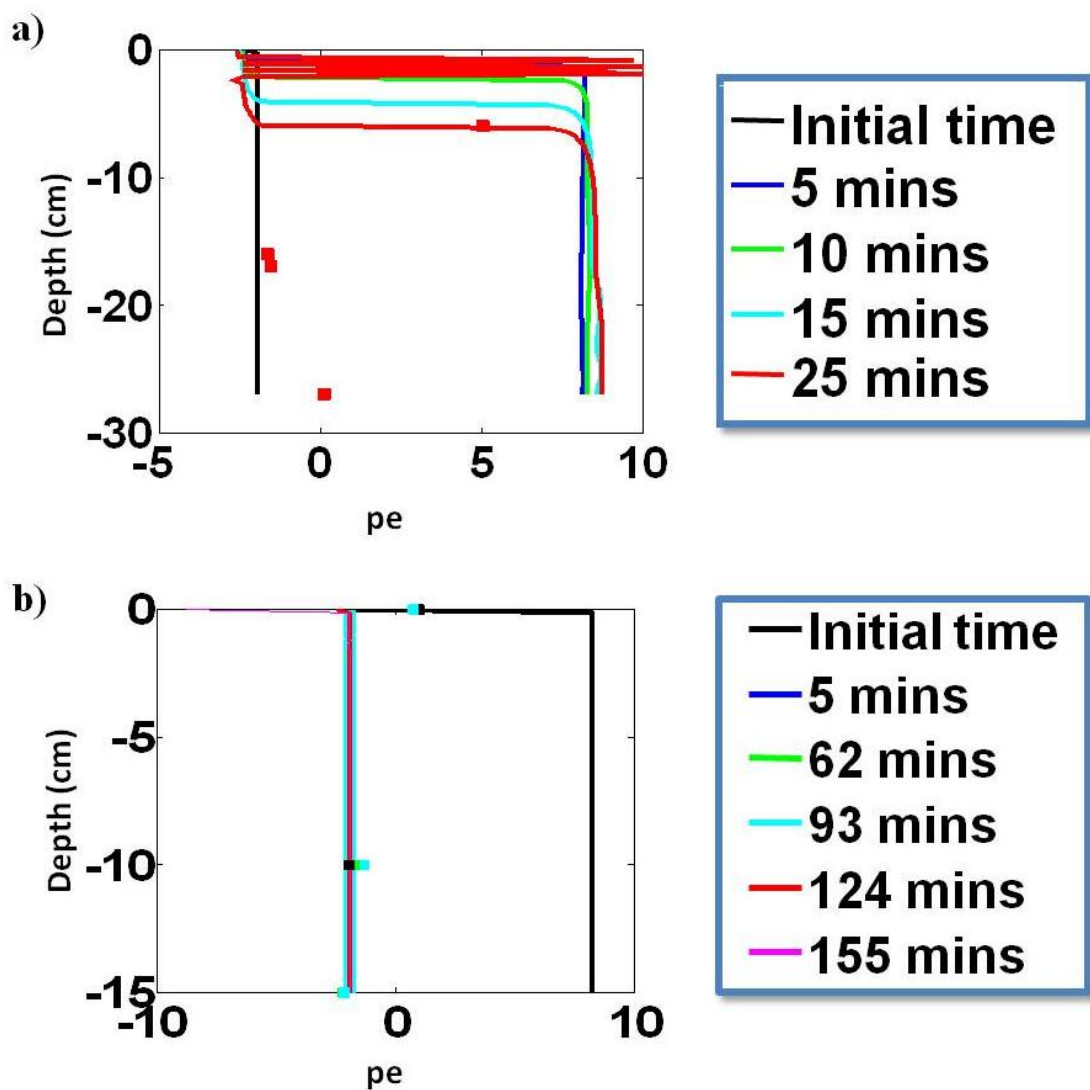 a)
0
-10
-20
-30
Depth (cm)
-5
0
5
10
pe
Initial time
5 mins
10 mins
15 mins
25 mins
b)
0
-5
-10
-15
Depth (cm)
-10
0
10
pe
Initial time
5 mins
62 mins
93 mins
124 mins
155 mins